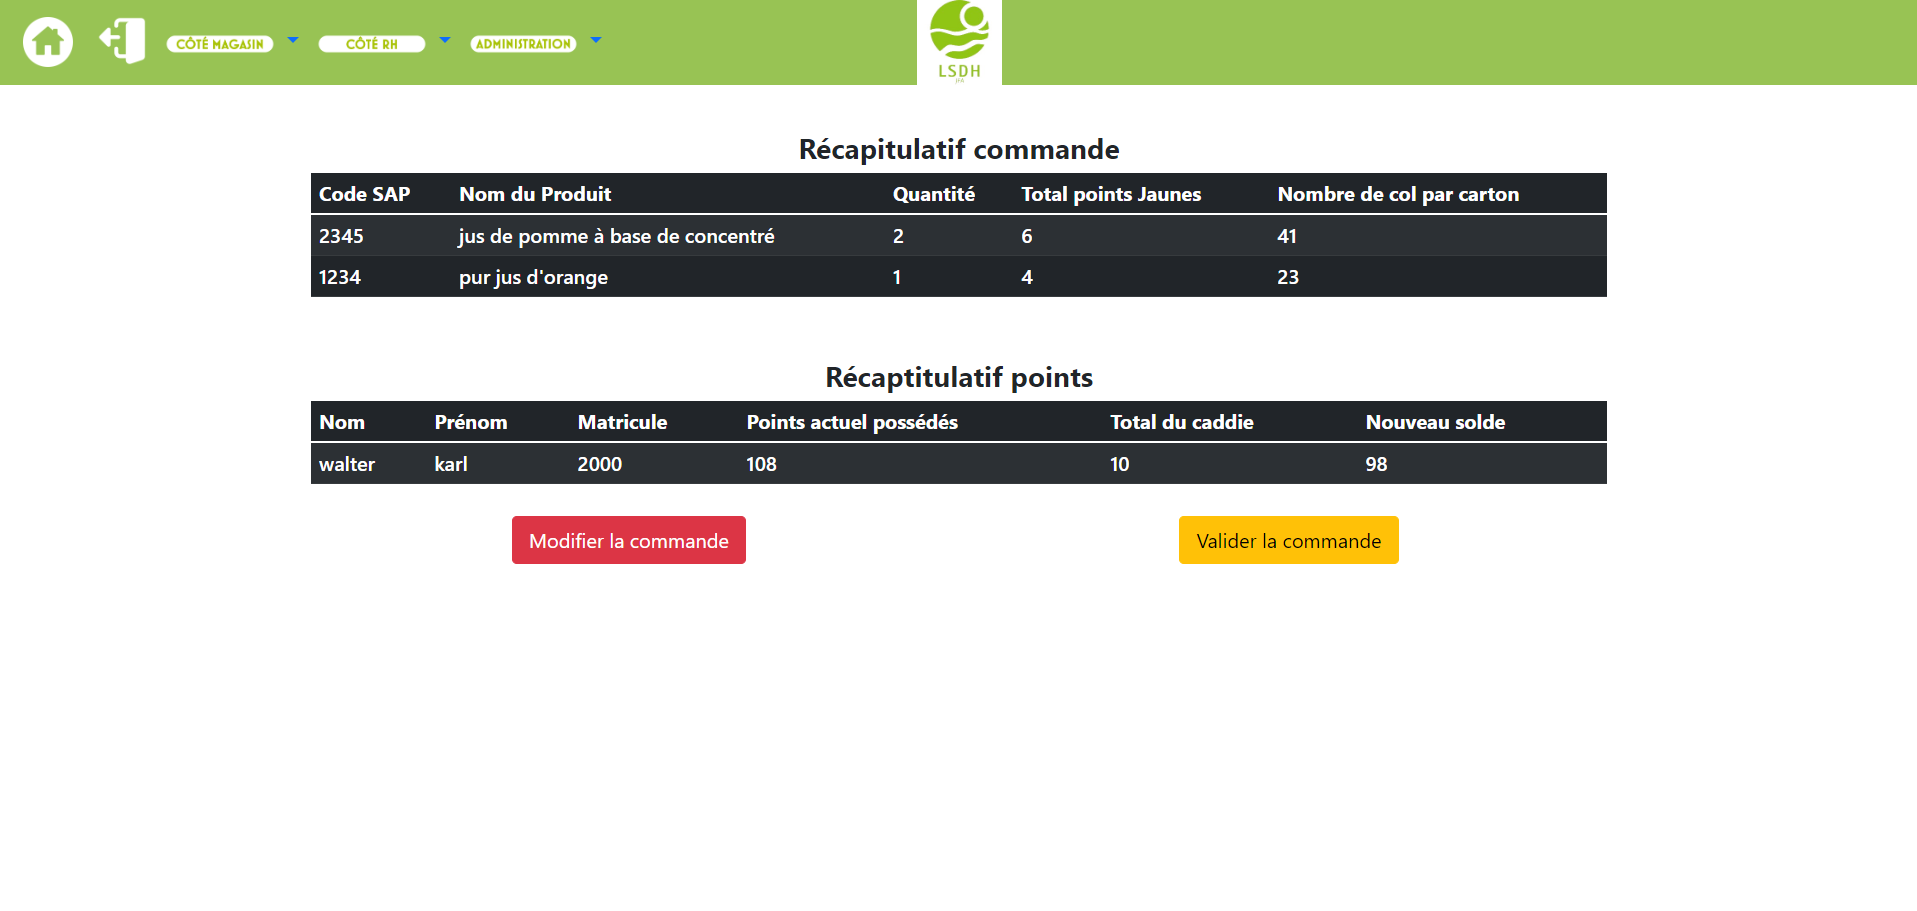 CÔTÉ MAGASIN CÔTÉ RH ADMINISTRATION
LSDH
Récapitulatif commande
Code SAP Nom du Produit Quantité Total points Jaunes Nombre de col par carton
2345 jus de pomme à base de concentré 2 6 41
1234 pur jus d'orange 1 4 23
Récaptitulatif points
Nom Prénom Matricule Points actuel possédés Total du caddie Nouveau solde
walter karl 2000 108 10 98
Modifier la commande Valider la commande